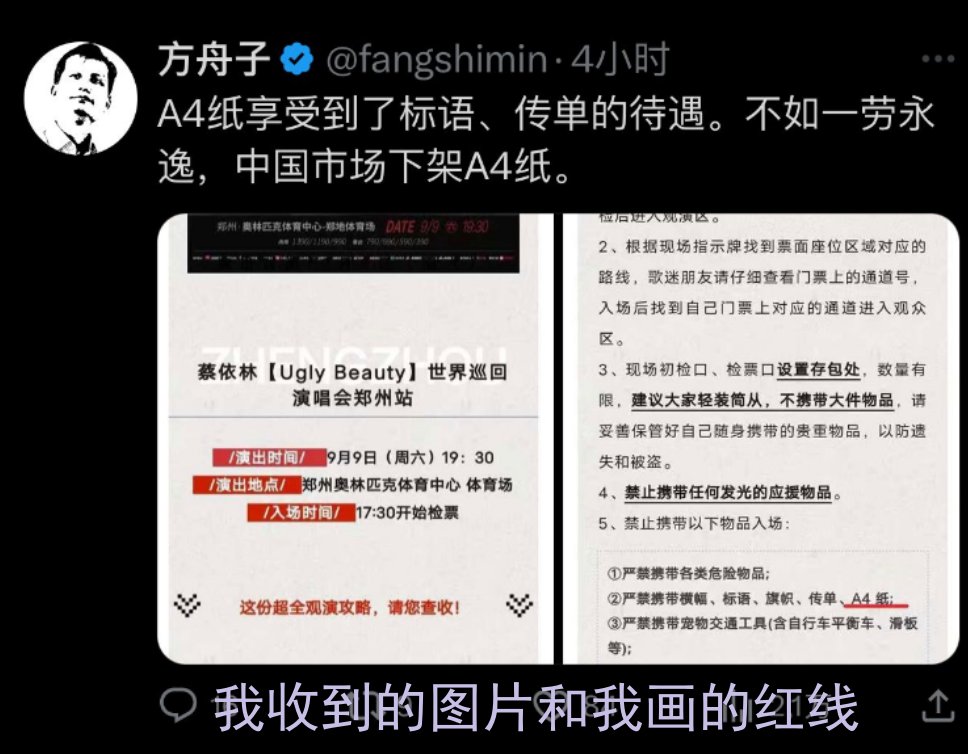 方舟子 @fangshimin · 4小时
A4纸享受到了标语、传单的待遇。不如一劳永
逸，中国市场下架A4纸。
郑州·奥林匹克体育中心-郑地体育场 DATE 9/9 19:30
ZHENGZHOU
蔡依林【Ugly Beauty】世界巡回
演唱会郑州站
/演出时间/ 9月9日（周六）19：30
/演出地点/ 郑州奥林匹克体育中心 体育场
/入场时间/ 17:30开始检票
这份超全观演攻略，请您查收！
检后进入观演区。
2、根据现场指示牌找到票面座位区域对应的
路线，歌迷朋友请仔细查看门票上的通道号，
入场后找到自己门票上对应的通道进入观众
区。
3、现场初检口、检票口设置存包处，数量有
限，建议大家轻装简从，不携带大件物品，请
妥善保管好自己随身携带的贵重物品，以防遗
失和被盗。
4、禁止携带任何发光的应援物品。
5、禁止携带以下物品入场：
①严禁携带各类危险物品;
②严禁携带横幅、标语、旗帜、传单、A4 纸;
③严禁携带宠物交通工具(含自行车平衡车、滑板
等);
我收到的图片和我画的红线